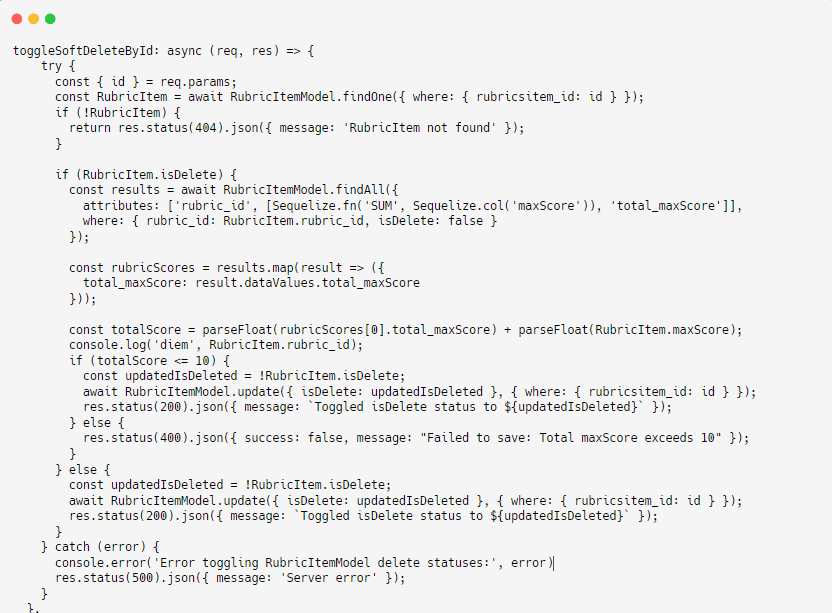 toggleSoftDeleteById: async (req, res) => {
    try {
      const { id } = req.params;
      const RubricItem = await RubricItemModel.findOne({ where: { rubricsitem_id: id } });
      if (!RubricItem) {
        return res.status(404).json({ message: 'RubricItem not found' });
      }

      if (RubricItem.isDelete) {
        const results = await RubricItemModel.findAll({
          attributes: ['rubric_id', [Sequelize.fn('SUM', Sequelize.col('maxScore')), 'total_maxScore']],
          where: { rubric_id: RubricItem.rubric_id, isDelete: false }
        });

        const rubricScores = results.map(result => ({
          total_maxScore: result.dataValues.total_maxScore
        }));

        const totalScore = parseFloat(rubricScores[0].total_maxScore) + parseFloat(RubricItem.maxScore);
        console.log('diem', RubricItem.rubric_id);
        if (totalScore <= 10) {
          const updatedIsDeleted = !RubricItem.isDelete;
          await RubricItemModel.update({ isDelete: updatedIsDeleted }, { where: { rubricsitem_id: id } });
          res.status(200).json({ message: `Toggled isDelete status to ${updatedIsDeleted}` });
        } else {
          res.status(400).json({ success: false, message: "Failed to save: Total maxScore exceeds 10" });
        }
      } else {
        const updatedIsDeleted = !RubricItem.isDelete;
        await RubricItemModel.update({ isDelete: updatedIsDeleted }, { where: { rubricsitem_id: id } });
        res.status(200).json({ message: `Toggled isDelete status to ${updatedIsDeleted}` });
      }
    } catch (error) {
      console.error('Error toggling RubricItemModel delete statuses:', error)
      res.status(500).json({ message: 'Server error' });
    }
  },